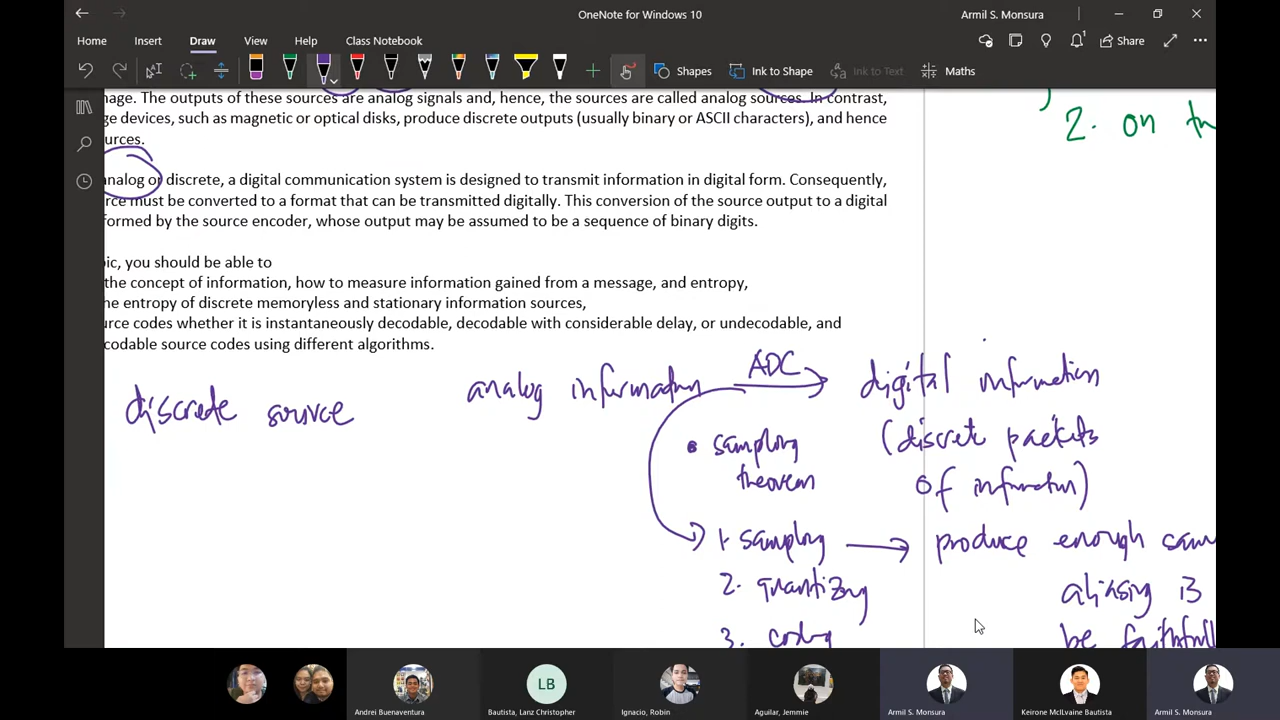 OneNote for Windows 10
Armil S. Monsura
Home Insert Draw View Help Class Notebook
Share
Shapes
Ink to Shape
Ink to Text
Maths
nage. The outputs of these sources are analog signals and, hence, the sources are called analog sources. In contrast,
ge devices, such as magnetic or optical disks, produce discrete outputs (usually binary or ASCII characters), and hence
urces.
2. on
analog or discrete, a digital communication system is designed to transmit information in digital form. Consequently,
rce must be converted to a format that can be transmitted digitally. This conversion of the source output to a digital
formed by the source encoder, whose output may be assumed to be a sequence of binary digits.
pic, you should be able to
the concept of information, how to measure information gained from a message, and entropy,
he entropy of discrete memoryless and stationary information sources,
urce codes whether it is instantaneously decodable, decodable with considerable delay, or undecodable, and
codable source codes using different algorithms.
discrete source
analog information ADC digital information
• sampling theorem
(discrete packets
of information)
1. sampling → produce enough sam
2. quantizing
aliasing is
3. coding
be faithfull
Andrei Buenaventura
LB
Bautista, Lanz Christopher
Ignacio, Robin
Aguilar, Jemmie
Armil S. Monsura
Keirone McIlvaine Bautista
Armil S. Monsura